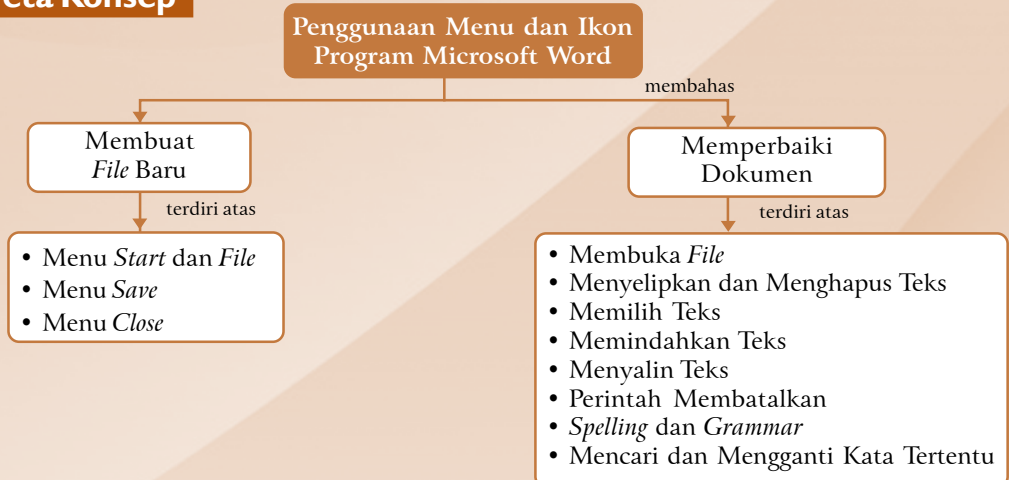 eta Konsep
Penggunaan Menu dan Ikon
Program Microsoft Word
membahas
Membuat
File Baru
terdiri atas
• Menu Start dan File
• Menu Save
• Menu Close
Memperbaiki
Dokumen
terdiri atas
• Membuka File
• Menyelipkan dan Menghapus Teks
• Memilih Teks
• Memindahkan Teks
• Menyalin Teks
• Perintah Membatalkan
• Spelling dan Grammar
• Mencari dan Mengganti Kata Tertentu